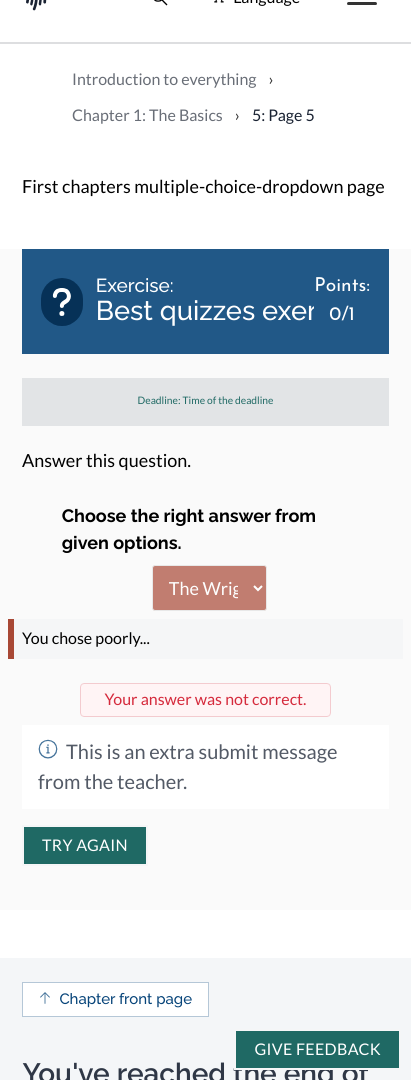 Language
Introduction to everything ›
Chapter 1: The Basics › 5: Page 5
First chapters multiple-choice-dropdown page
?
Exercise:
Best quizzes exer
Points:
0/1
Deadline: Time of the deadline
Answer this question.
Choose the right answer from
given options.
The Wrig
You chose poorly...
Your answer was not correct.
This is an extra submit message
from the teacher.
TRY AGAIN
↑ Chapter front page
GIVE FEEDBACK
You've reached the end of